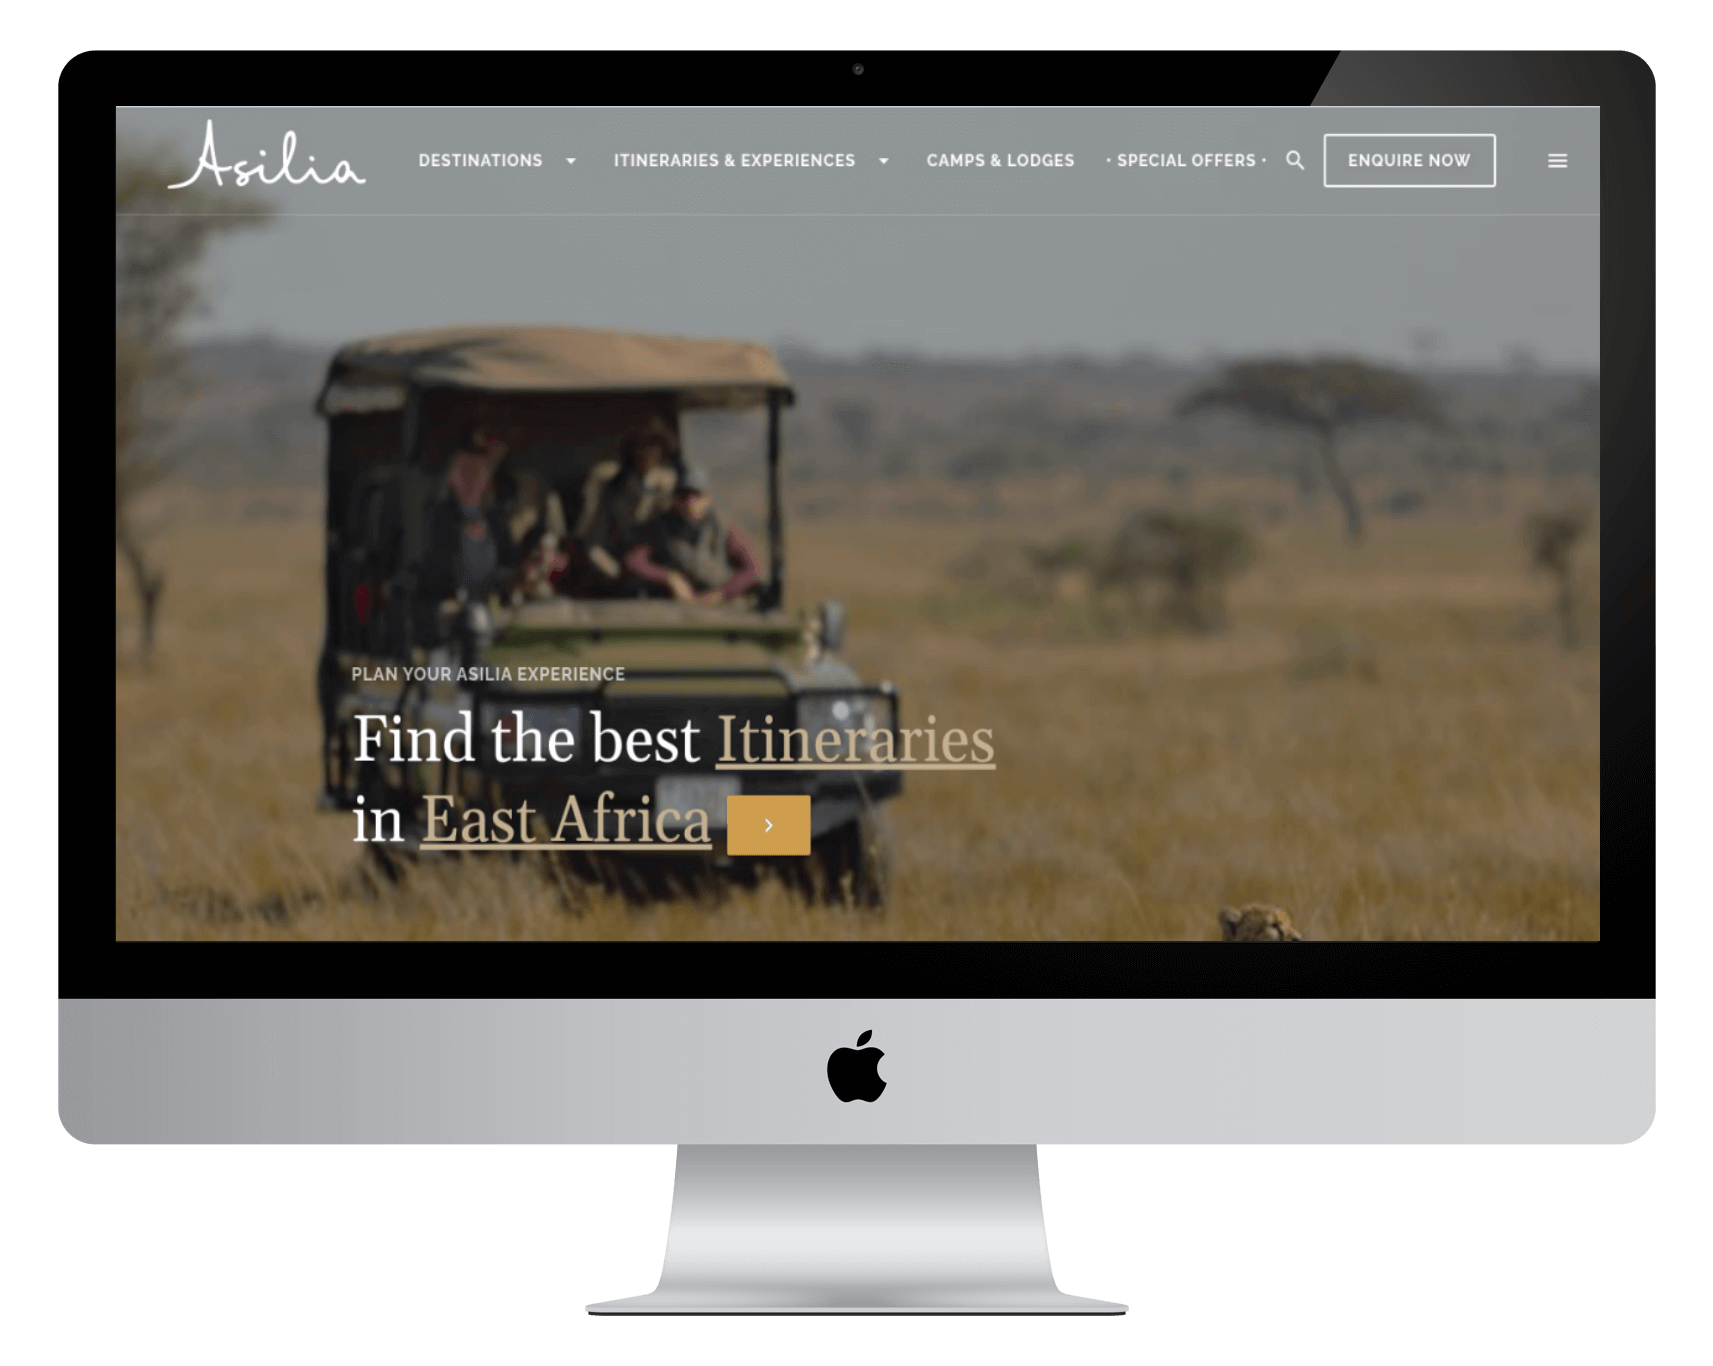 Asilia
DESTINATIONS
ITINERARIES & EXPERIENCES
CAMPS & LODGES
· SPECIAL OFFERS ·
ENQUIRE NOW
PLAN YOUR ASILIA EXPERIENCE
Find the best Itineraries
in East Africa